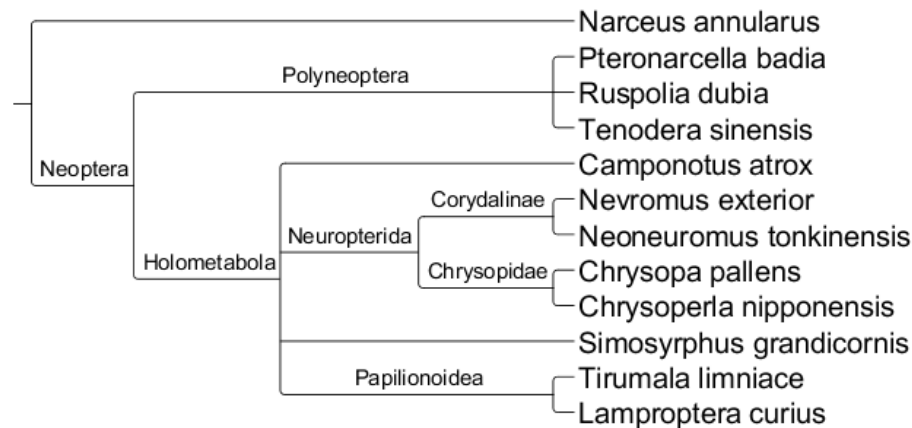 Narceus annularus
Pteronarcella badia
Polyneoptera
Ruspolia dubia
Tenodera sinensis
Neoptera
Camponotus atrox
Corydalinae
Nevromus exterior
Neuropterida
Neoneuromus tonkinensis
Holometabola
Chrysopidae
Chrysopa pallens
Chrysoperla nipponensis
Simosyrphus grandicornis
Papilionoidea
Tirumala limniace
Lamproptera curius